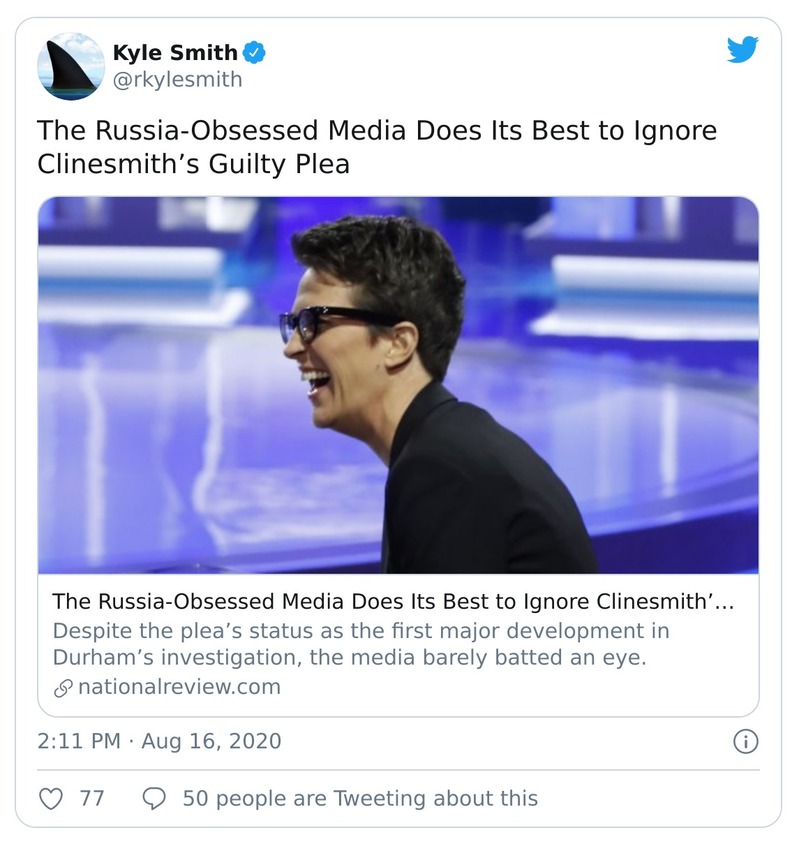 Kyle Smith
@rkylesmith
The Russia-Obsessed Media Does Its Best to Ignore
Clinesmith’s Guilty Plea
The Russia-Obsessed Media Does Its Best to Ignore Clinesmith’…
Despite the plea’s status as the first major development in
Durham’s investigation, the media barely batted an eye.
nationalreview.com
2:11 PM · Aug 16, 2020
77
50 people are Tweeting about this